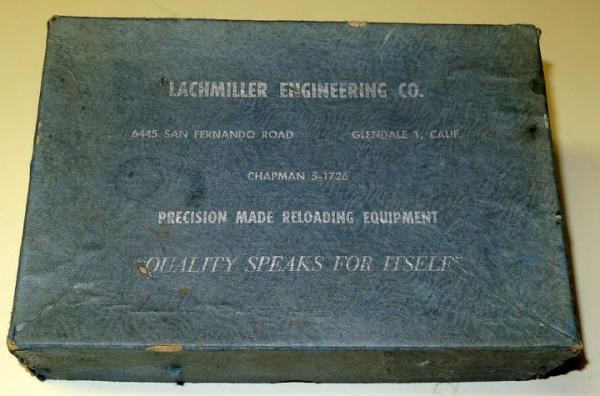 LACHMILLER ENGINEERING CO.
6445 SAN FERNANDO ROAD GLENDALE 1, CALIF.
CHAPMAN 5-1726
PRECISION MADE RELOADING EQUIPMENT
"QUALITY SPEAKS FOR ITSELF"